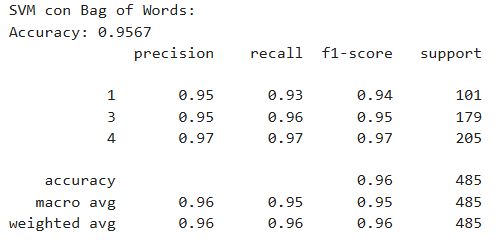 SVM con Bag of Words:
Accuracy: 0.9567
precision recall f1-score support
1 0.95 0.93 0.94 101
3 0.95 0.96 0.95 179
4 0.97 0.97 0.97 205
accuracy 0.96 485
macro avg 0.96 0.95 0.95 485
weighted avg 0.96 0.96 0.96 485